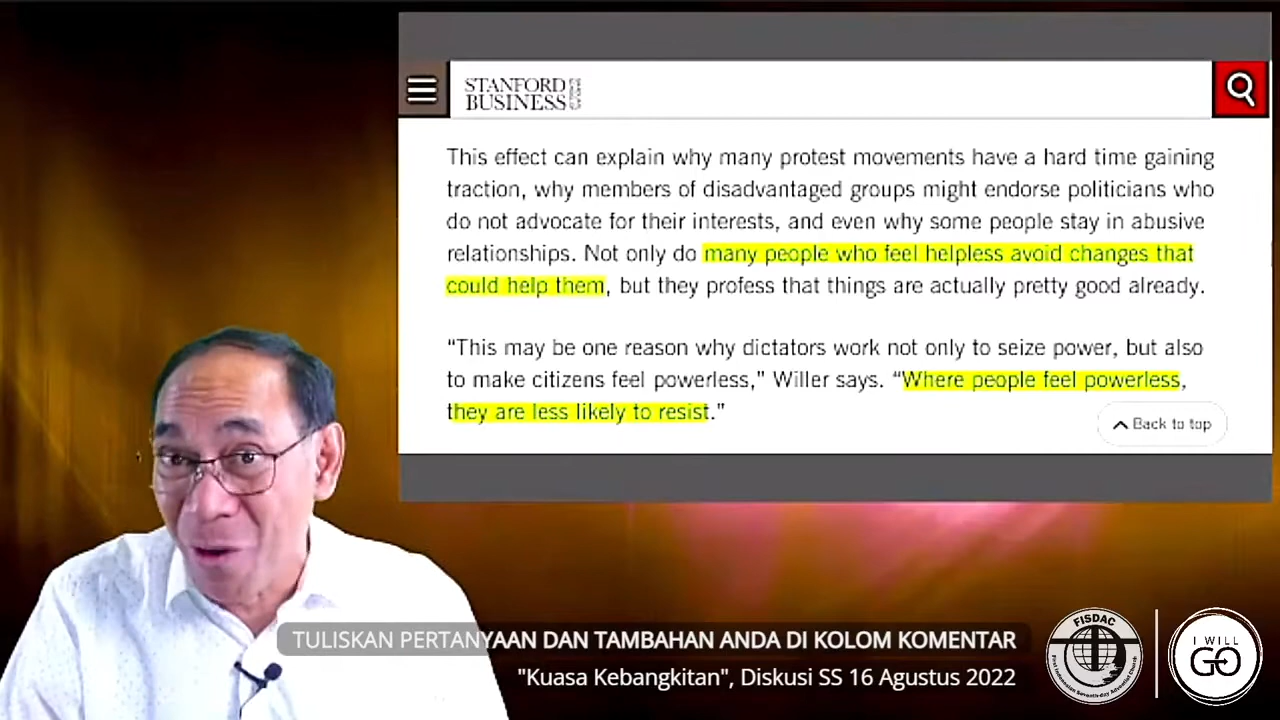 STANFORD
BUSINESS
This effect can explain why many protest movements have a hard time gaining
traction, why members of disadvantaged groups might endorse politicians who
do not advocate for their interests, and even why some people stay in abusive
relationships. Not only do many people who feel helpless avoid changes that
could help them, but they profess that things are actually pretty good already.
“This may be one reason why dictators work not only to seize power, but also
to make citizens feel powerless,” Willer says. “Where people feel powerless,
they are less likely to resist.”
Back to top
TULISKAN PERTANYAAN DAN TAMBAHAN ANDA DI KOLOM KOMENTAR
"Kuasa Kebangkitan", Diskusi SS 16 Agustus 2022
FISDAC
First Indonesian Seventh-day Adventist Church
I WILL
GO